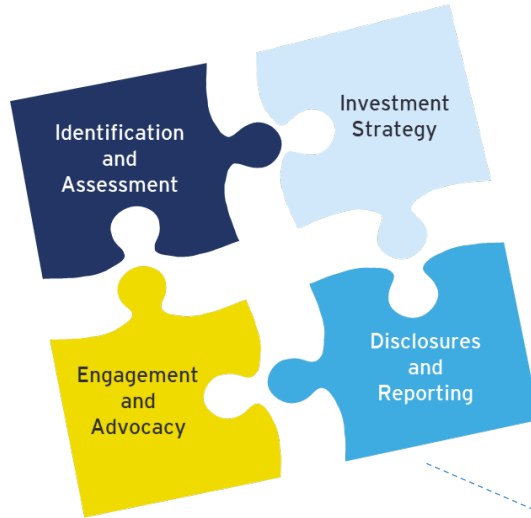 Identification
and
Assessment
Investment
Strategy
Engagement
and
Advocacy
Disclosures
and
Reporting